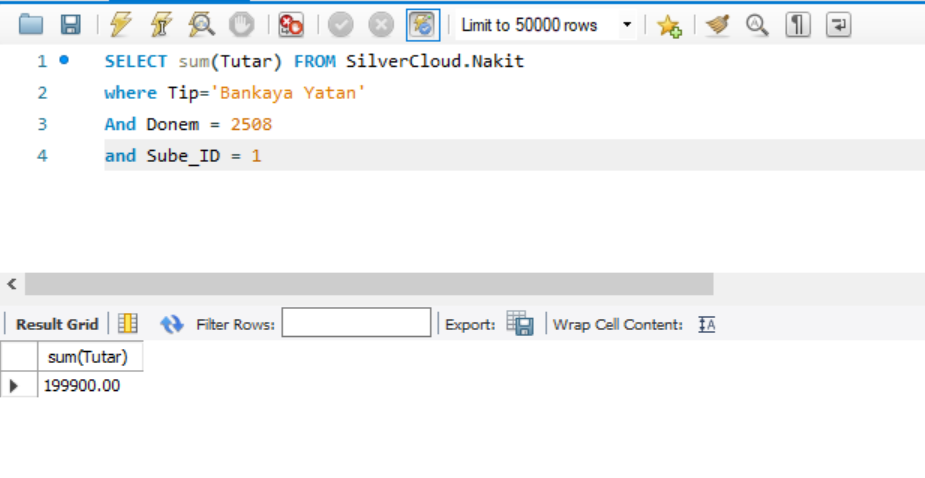 Limit to 50000 rows
1 SELECT sum(Tutar) FROM SilverCloud.Nakit
2 where Tip='Bankaya Yatan'
3 And Donem = 2508
4 and Sube_ID = 1
Result Grid Filter Rows: Export: Wrap Cell Content: IA
sum(Tutar)
199900.00